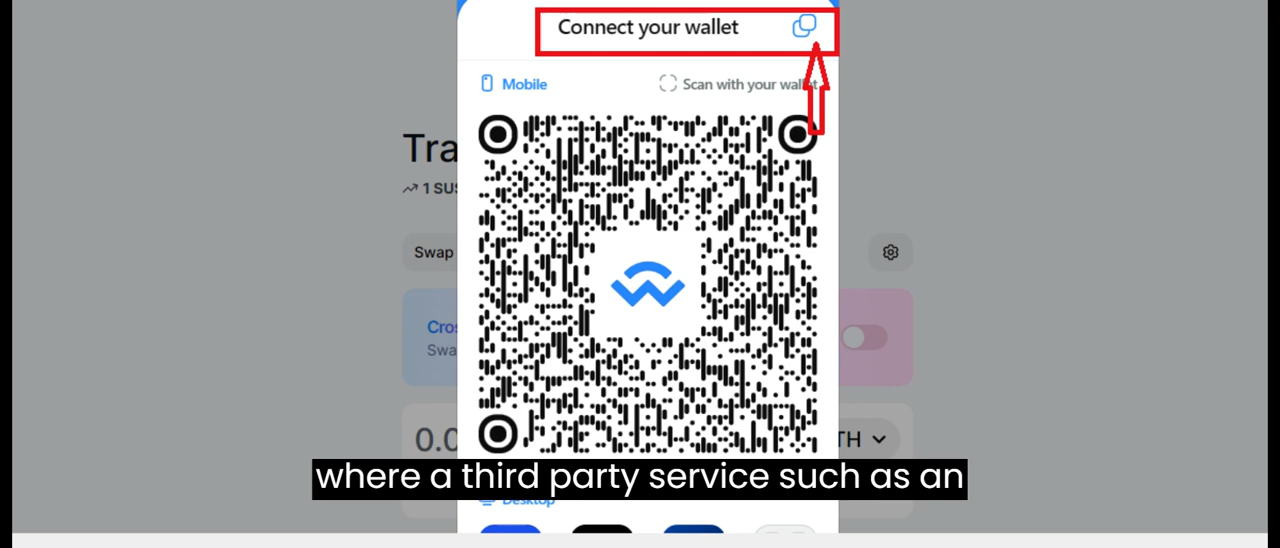 Connect your wallet
Mobile
Scan with your wallet
Tra
1 SUS
Swap
Cros
Swa
0.0
TH
where a third party service such as an
Desktop